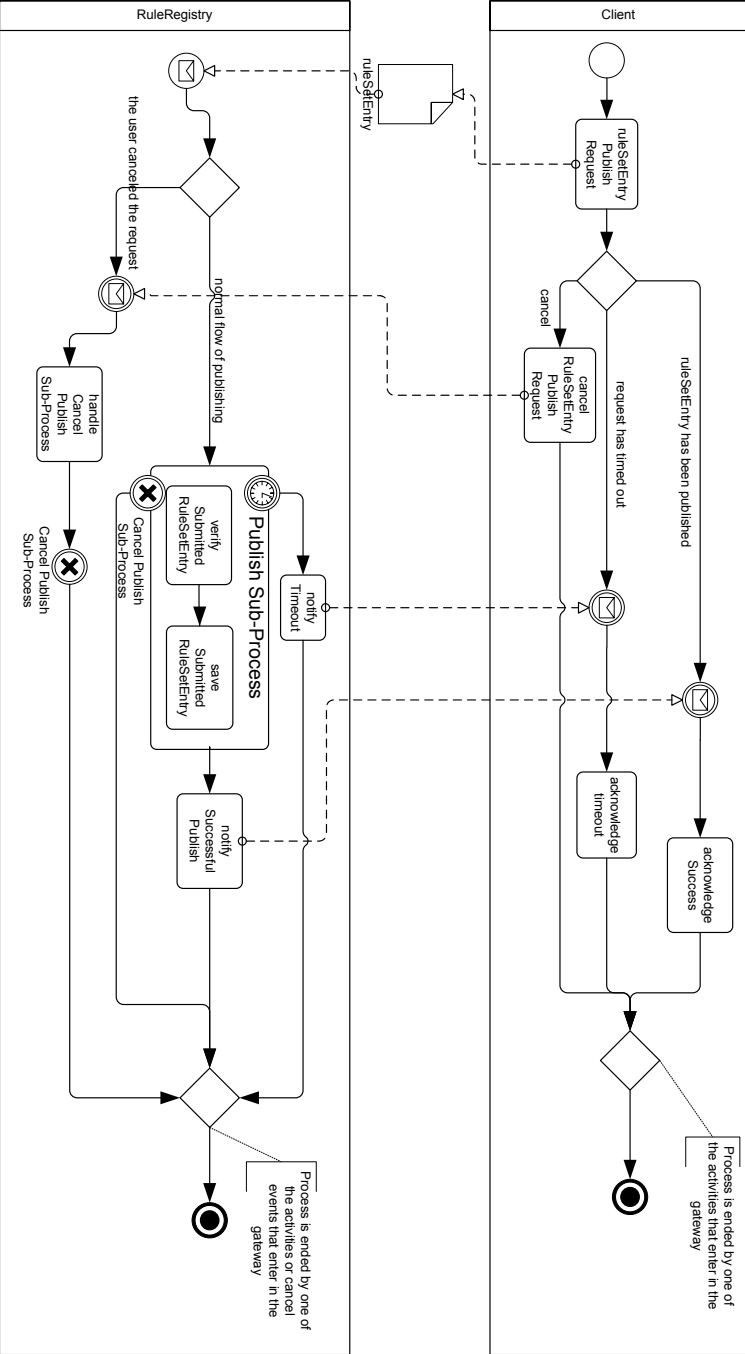 RuleRegistry
Client
ruleSetEntry
Publish
Request
ruleSetEntry
the user canceled the request
normal flow of publishing
cancel
cancel
RuleSetEntry
Publish
Request
request has timed out
ruleSetEntry has been published
handle
Cancel
Publish
Sub-Process
Cancel Publish
Sub-Process
Publish Sub-Process
verify
Submitted
RuleSetEntry
save
Submitted
RuleSetEntry
Cancel Publish
Sub-Process
notify
Timeout
notify
Successful
Publish
acknowledge
timeout
acknowledge
Success
Process is ended by one of
the activities that enter in the
gateway
Process is ended by one of
the activities or cancel
events that enter in the
gateway